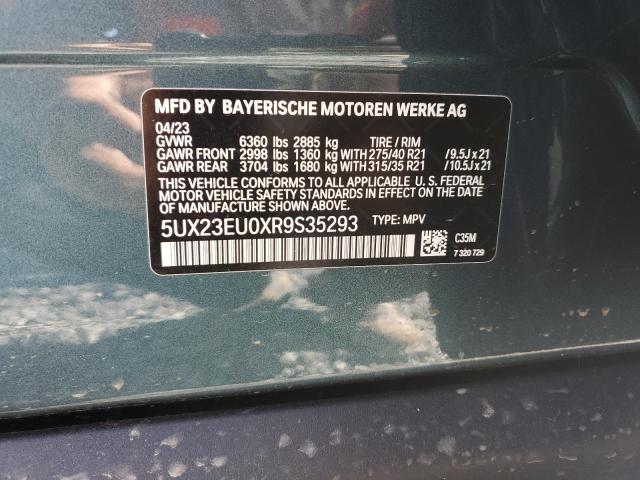 MFD BY BAYERISCHE MOTOREN WERKE AG
04/23
GVWR 6360 lbs 2885 kg TIRE / RIM
GAWR FRONT 2998 lbs 1360 kg WITH 275/40 R21 / 9.5J x 21
GAWR REAR 3704 lbs 1680 kg WITH 315/35 R21 / 10.5J x 21
THIS VEHICLE CONFORMS TO ALL APPLICABLE U. S. FEDERAL
MOTOR VEHICLE SAFETY STANDARDS IN EFFECT ON THE DATE
OF MANUFACTURE SHOWN ABOVE.
5UX23EU0XR9S35293 TYPE: MPV
C35M
7 320 729